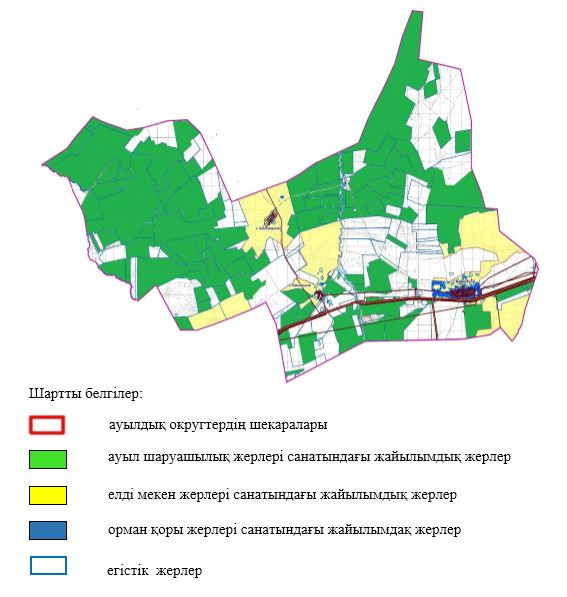 Шартты белгілер:
ауылдық округтердің шекаралары
ауыл шаруашылық жерлері санатындағы жайылымдық жерлер
елді мекен жерлері санатындағы жайылымдық жерлер
орман қоры жерлері санатындағы жайылымдақ жерлер
егістік жерлер